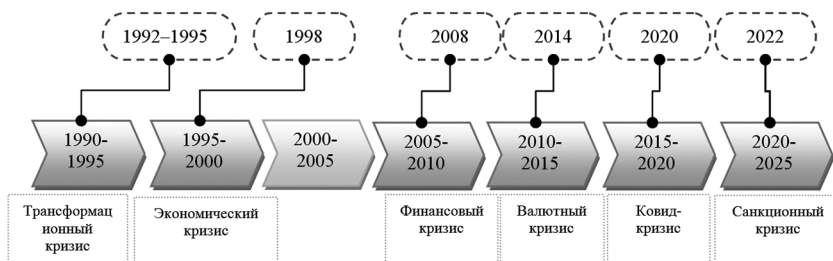 1992–1995
1998
2008
2014
2020
2022
1990-
1995
1995-
2000
2000-
2005
2005-
2010
2010-
2015
2015-
2020
2020-
2025
Трансформац
ионный
кризис
Экономический
кризис
Финансовый
кризис
Валютный
кризис
Ковид-
кризис
Санкционный
кризис